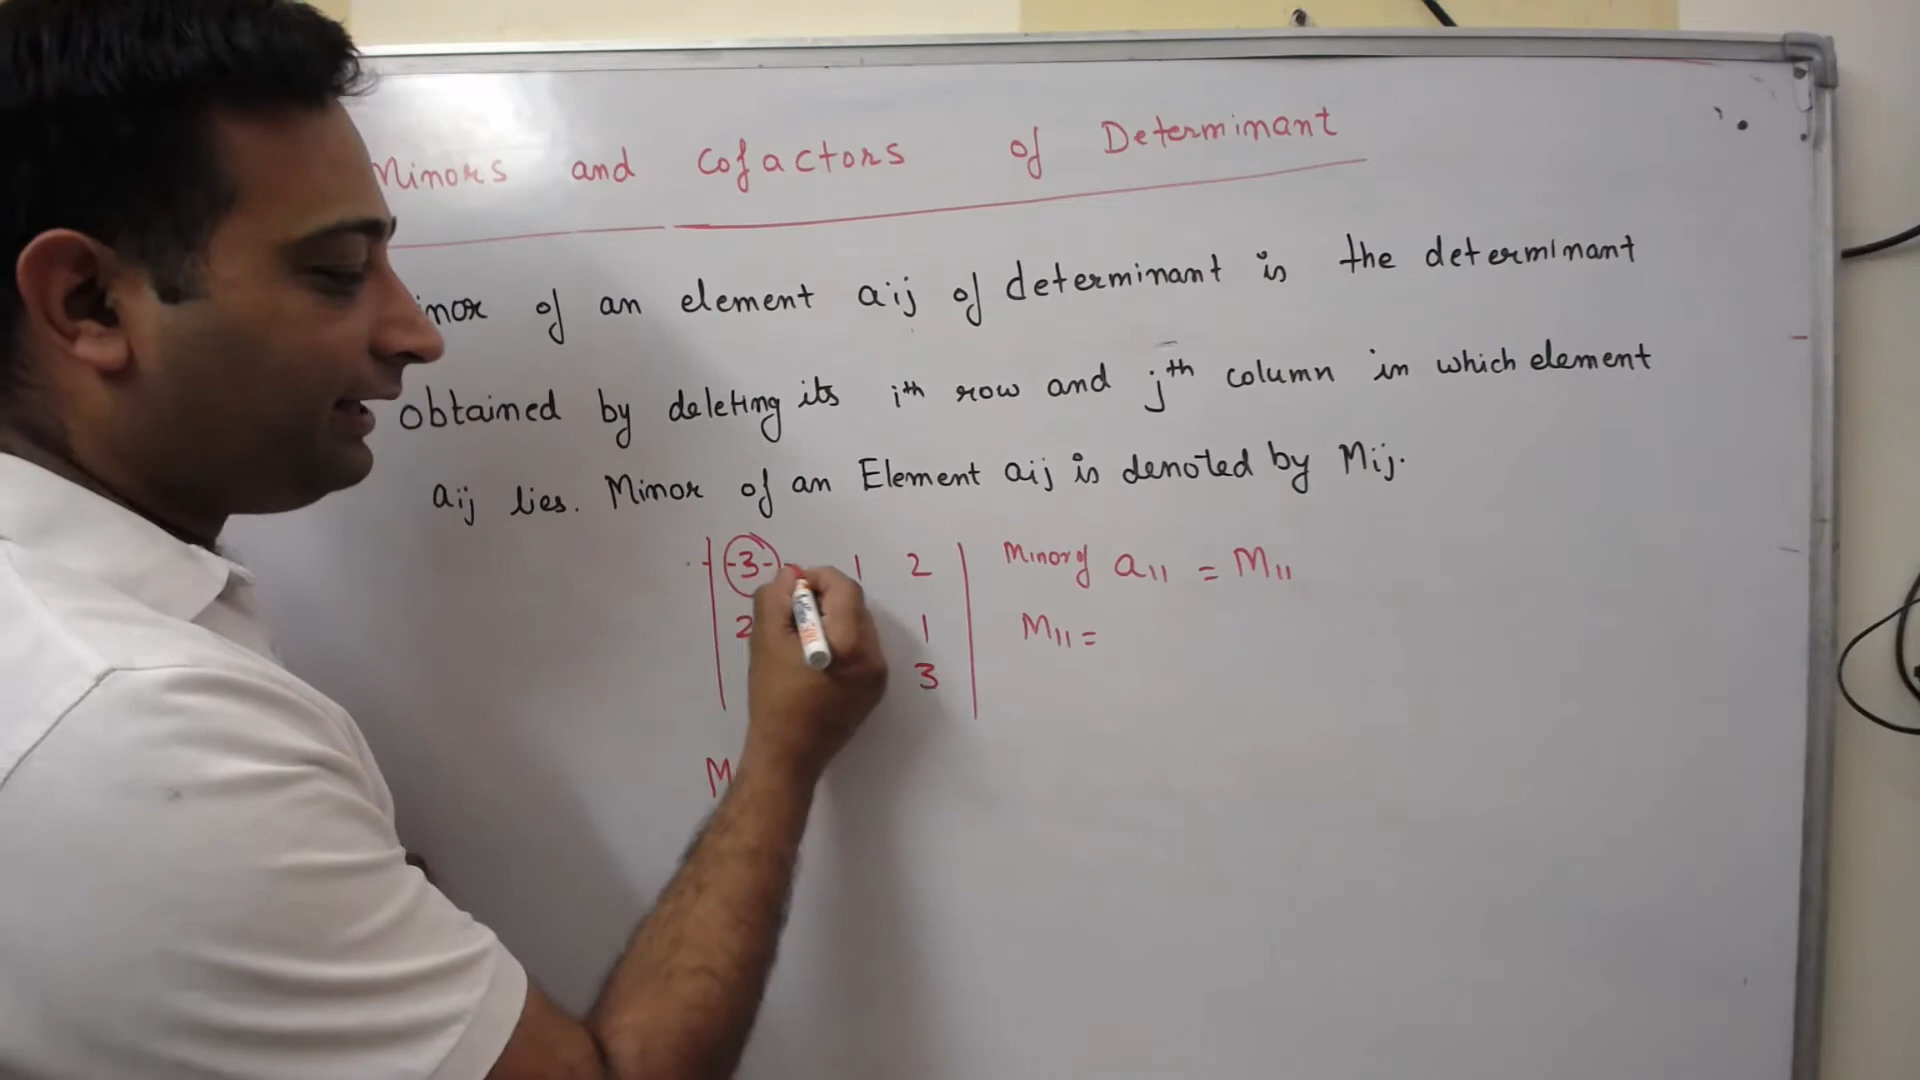 Minors and Cofactors of Determinant
inor of an element aij of determinant is the determinant
obtained by deleting its ith row and jth column in which element
aij lies. Minor of an Element aij is denoted by Mij.
3 1 2 Minor of a11 = M11
2 1 M11 =
3
M